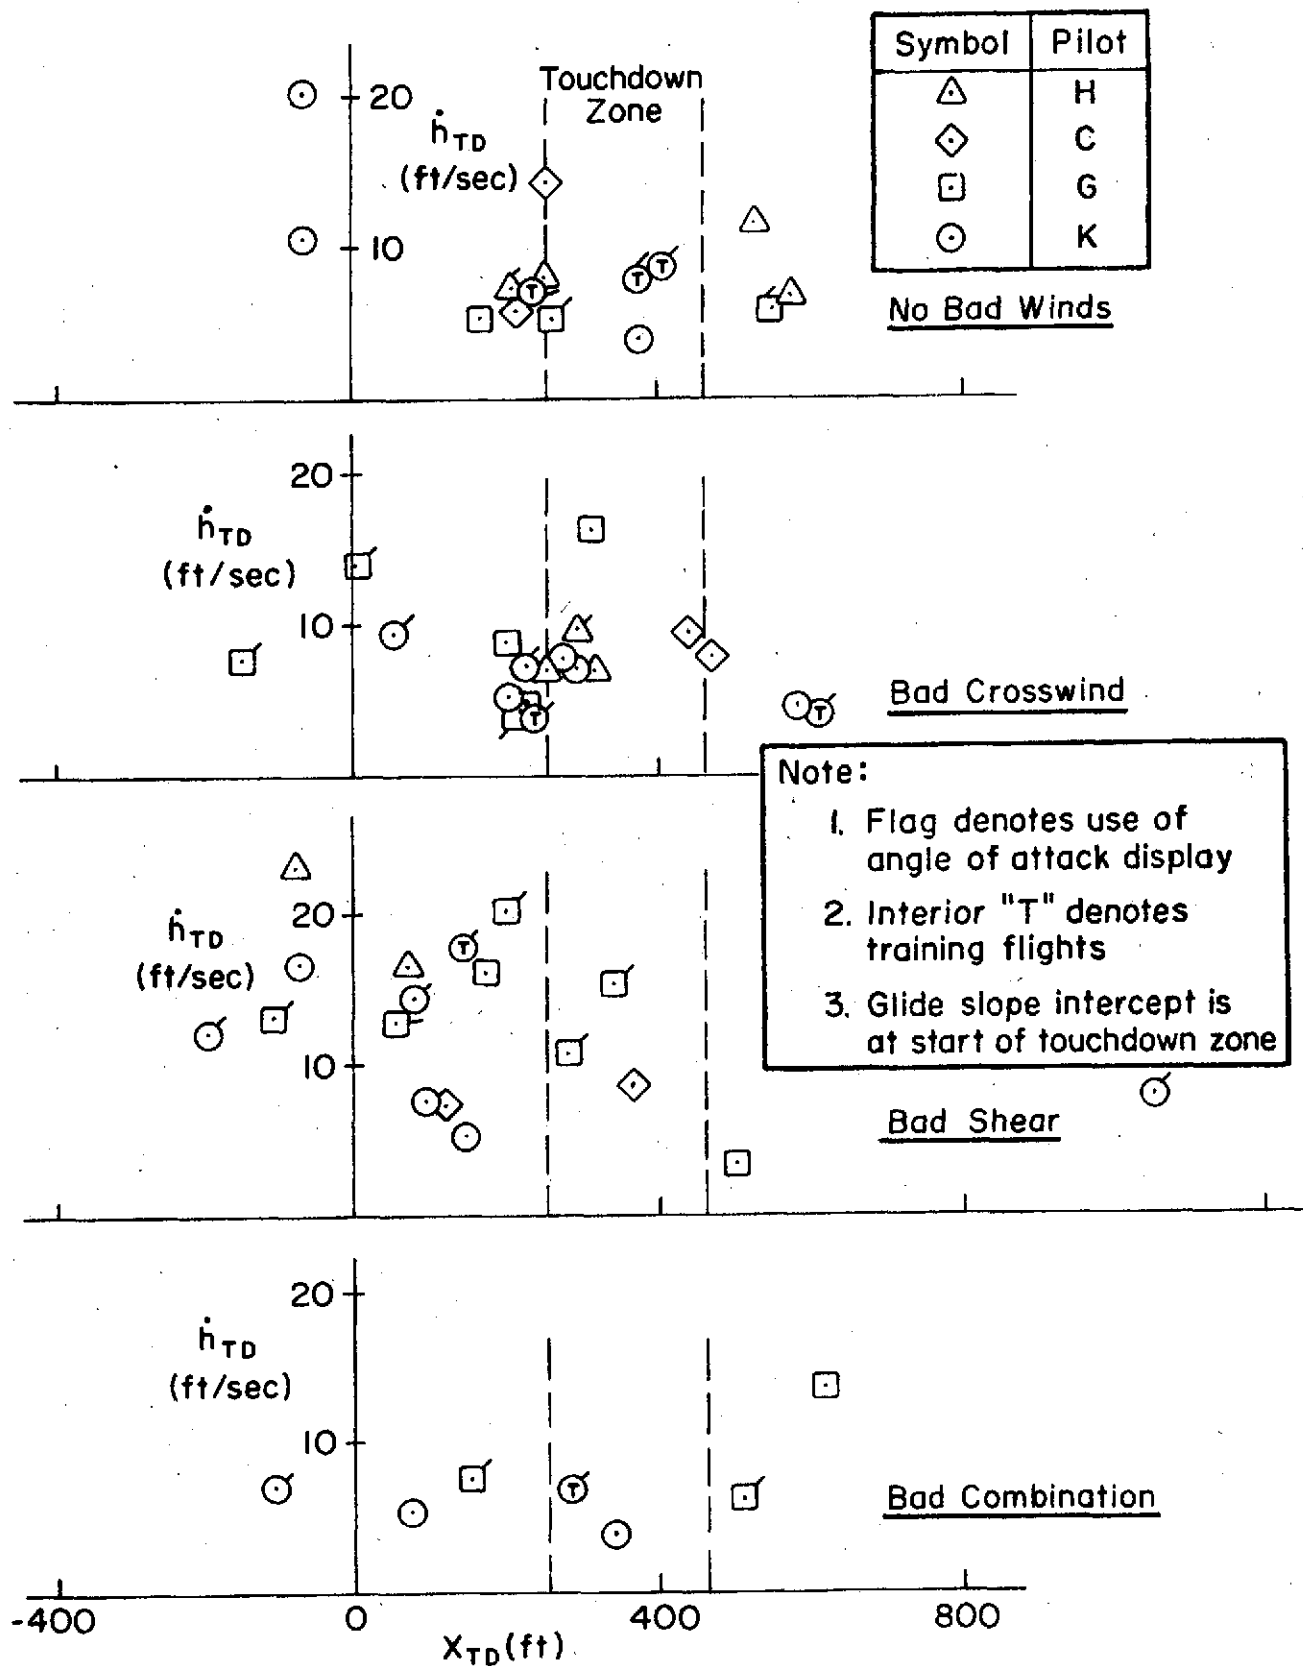 Symbol Pilot
H
C
G
K
Touchdown
Zone
20
ḣTD
(ft/sec)
10
T
T
T
No Bad Winds
20
ḣTD
(ft/sec)
10
T
T
Bad Crosswind
Note:
1. Flag denotes use of
angle of attack display
2. Interior "T" denotes
training flights
3. Glide slope intercept is
at start of touchdown zone
20
ḣTD
(ft/sec)
10
T
Bad Shear
20
ḣTD
(ft/sec)
10
T
Bad Combination
-400 0 400 800
XTD(ft)